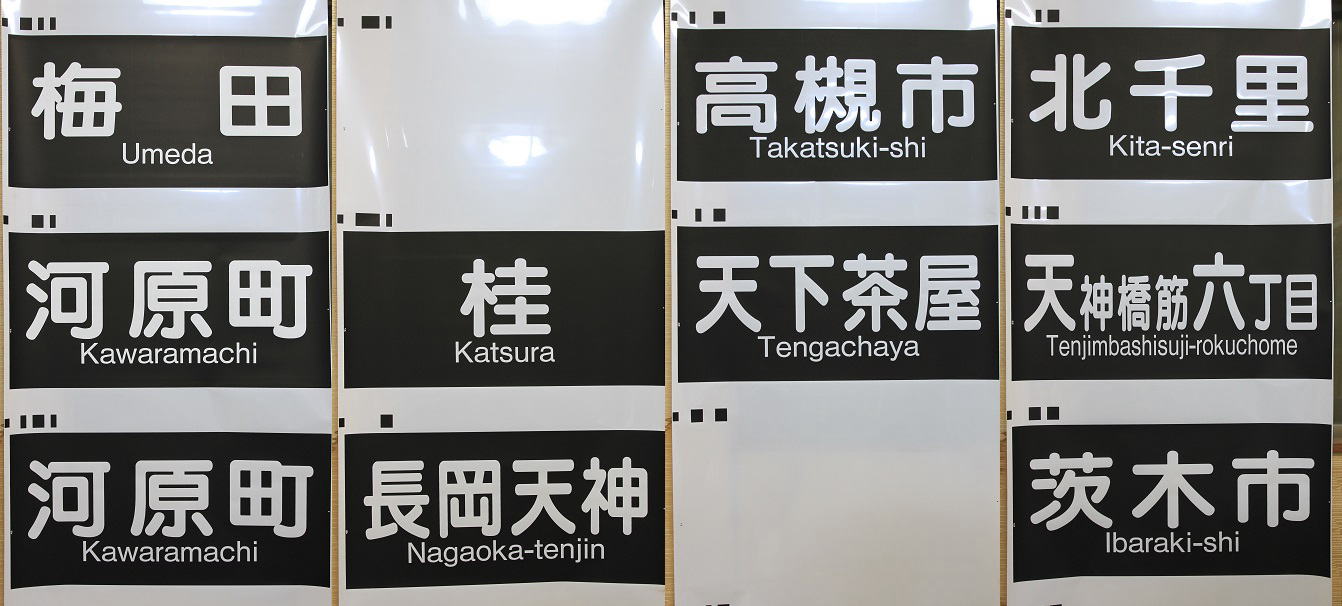 梅田
Umeda
河原町
Kawaramachi
河原町
Kawaramachi
桂
Katsura
長岡天神
Nagaoka-tenjin
高槻市
Takatsuki-shi
天下茶屋
Tengachaya
北千里
Kita-senri
天神橋筋六丁目
Tenjimbashisuji-rokuchome
茨木市
Ibaraki-shi